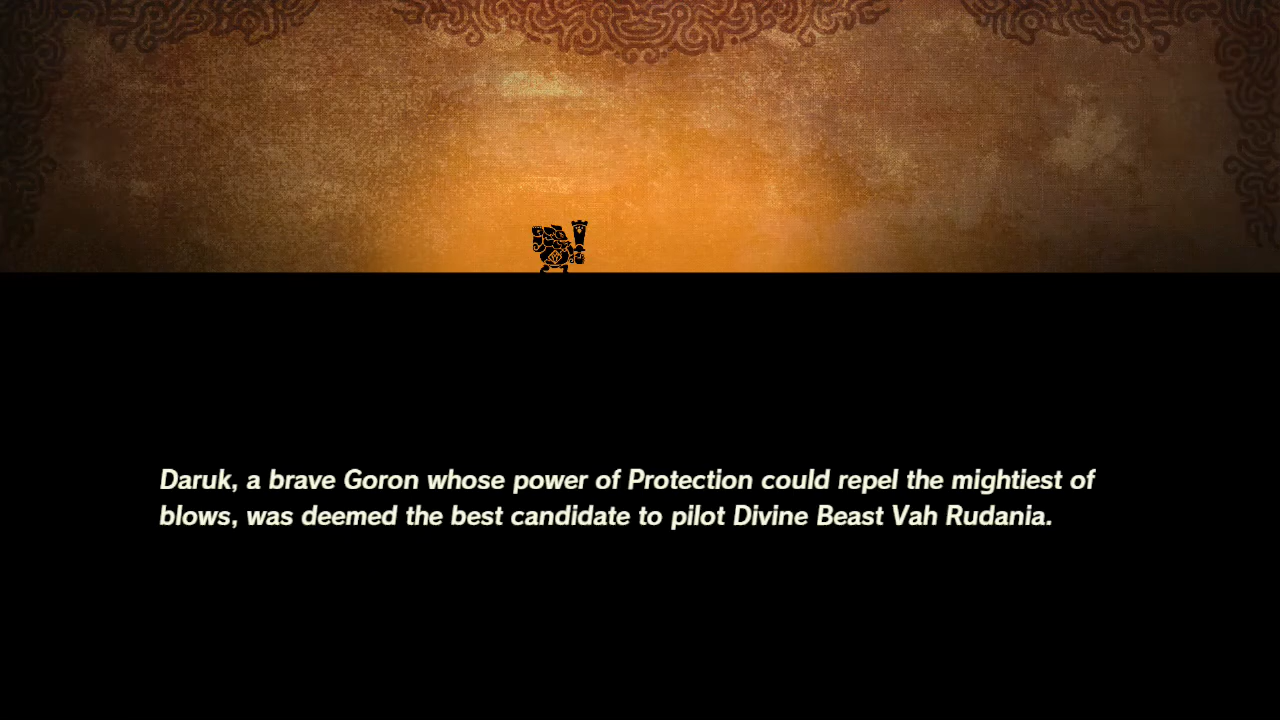 Daruk, a brave Goron whose power of Protection could repel the mightiest of
blows, was deemed the best candidate to pilot Divine Beast Vah Rudania.